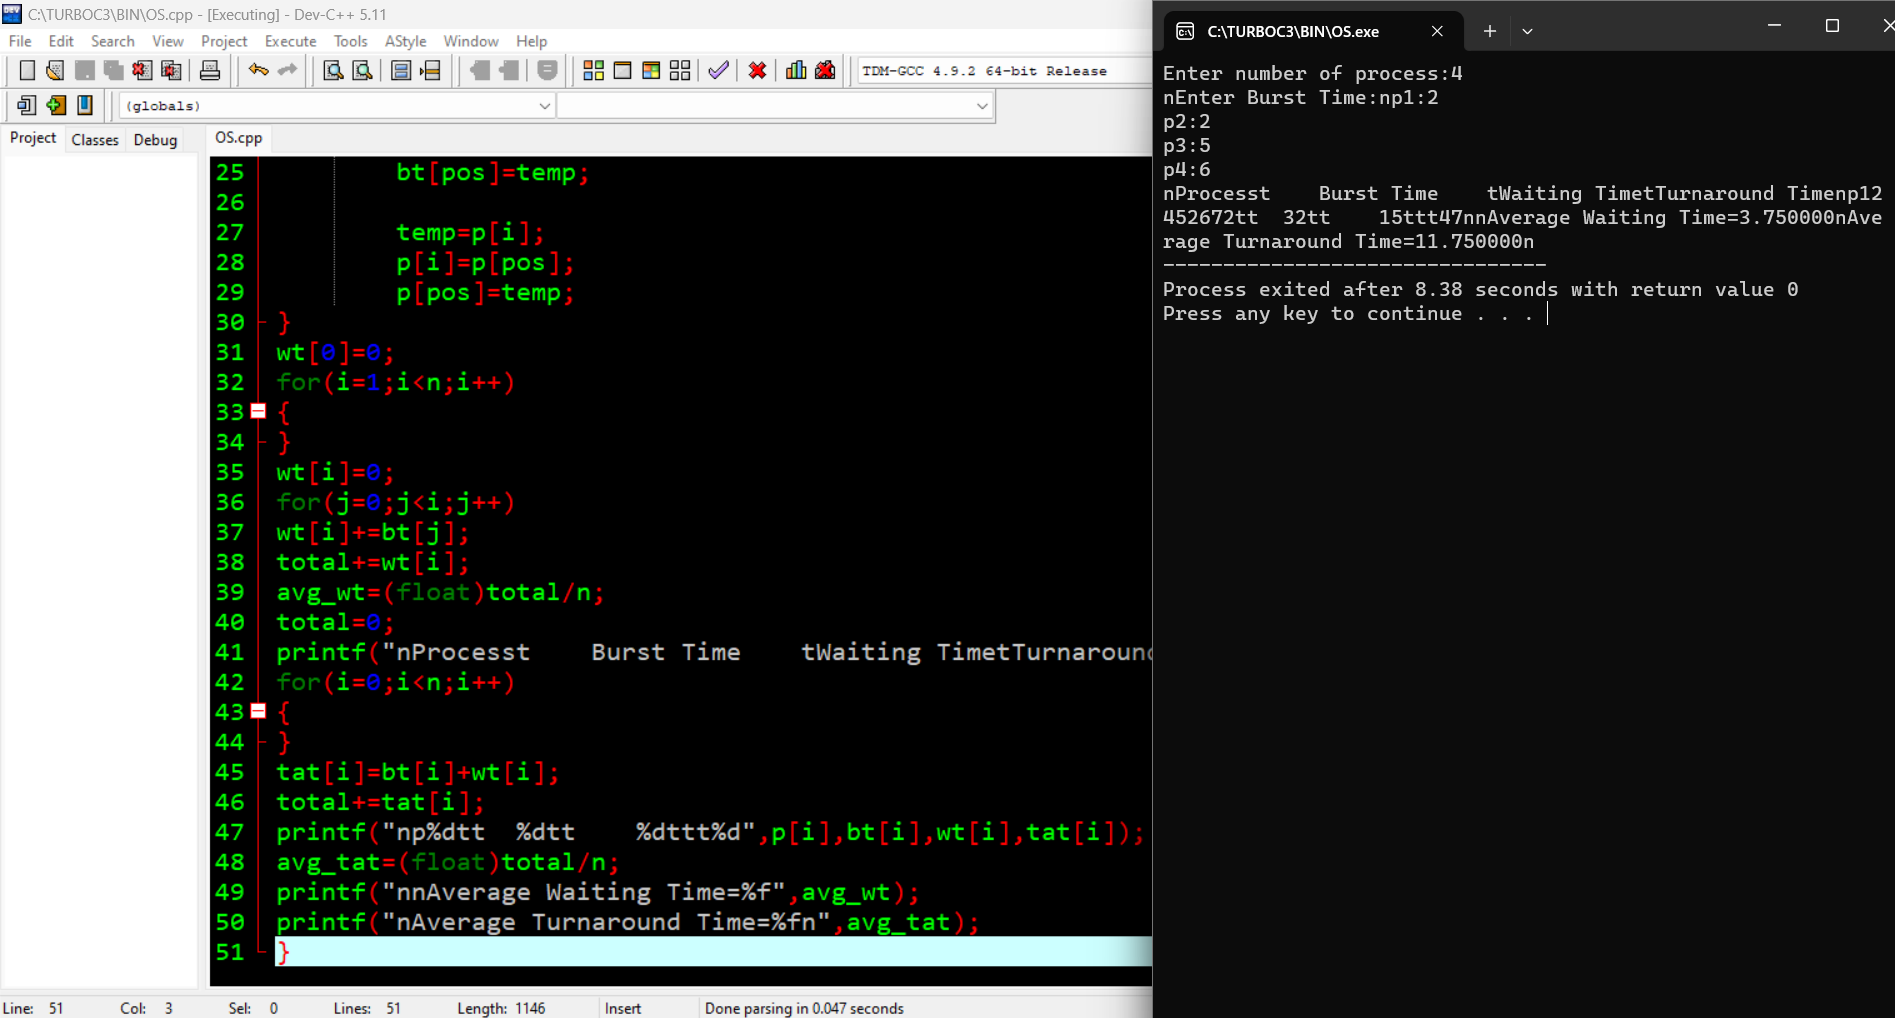 C:\TURBOC3\BIN\OS.cpp - [Executing] - Dev-C++ 5.11
File Edit Search View Project Execute Tools AStyle Window Help
TDM-GCC 4.9.2 64-bit Release
(globals)
Project Classes Debug
OS.cpp
25 bt[pos]=temp;
26
27 temp=p[i];
28 p[i]=p[pos];
29 p[pos]=temp;
30 }
31 wt[0]=0;
32 for(i=1;i<n;i++)
33 {
34 }
35 wt[i]=0;
36 for(j=0;j<i;j++)
37 wt[i]+=bt[j];
38 total+=wt[i];
39 avg_wt=(float)total/n;
40 total=0;
41 printf("nProcesst    Burst Time    tWaiting TimetTurnaround
42 for(i=0;i<n;i++)
43 {
44 }
45 tat[i]=bt[i]+wt[i];
46 total+=tat[i];
47 printf("np%dtt  %dtt    %dttt%d",p[i],bt[i],wt[i],tat[i]);
48 avg_tat=(float)total/n;
49 printf("nnAverage Waiting Time=%f",avg_wt);
50 printf("nAverage Turnaround Time=%fn",avg_tat);
51 }
Line: 51 Col: 3 Sel: 0 Lines: 51 Length: 1146 Insert Done parsing in 0.047 seconds
C:\TURBOC3\BIN\OS.exe
Enter number of process:4
nEnter Burst Time:np1:2
p2:2
p3:5
p4:6
nProcesst    Burst Time    tWaiting TimetTurnaround Timenp12
452672tt  32tt    15ttt47nnAverage Waiting Time=3.750000nAve
rage Turnaround Time=11.750000n
--------------------------------
Process exited after 8.38 seconds with return value 0
Press any key to continue . . .